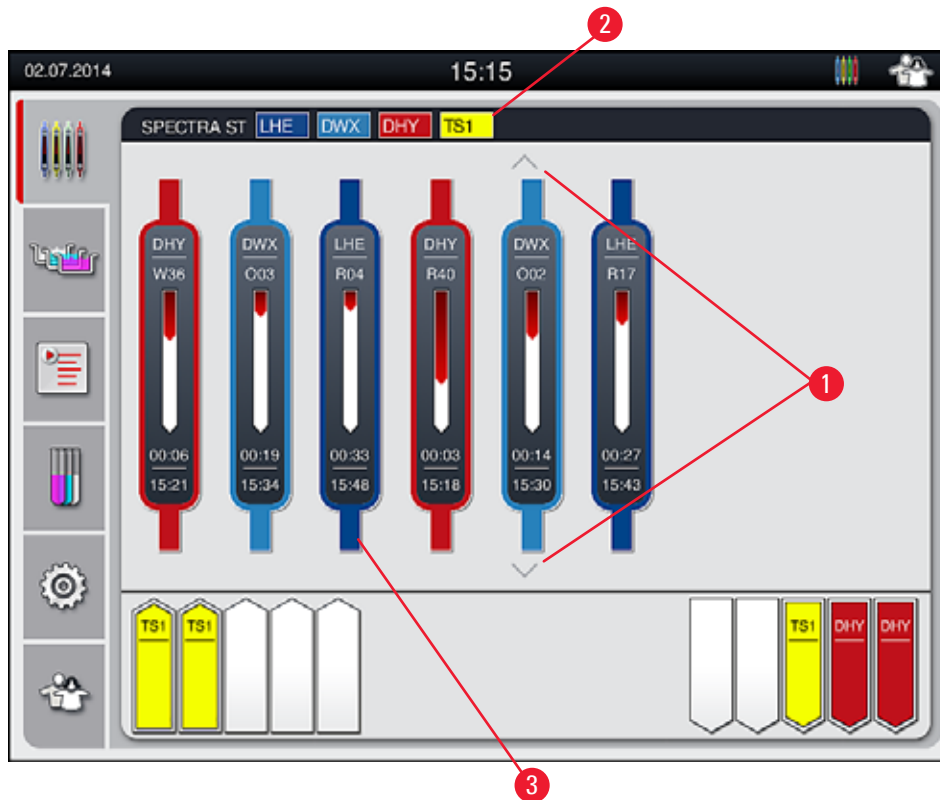 2
02.07.2014 15:15
SPECTRA ST LHE DWX DHY TS1
DHY DWX LHE DHY DWX LHE
W36 O03 R04 R40 O02 R17
1
00:06 00:19 00:33 00:03 00:14 00:27
15:21 15:34 15:48 15:18 15:30 15:43
TS1 TS1 TS1 DHY DHY
3